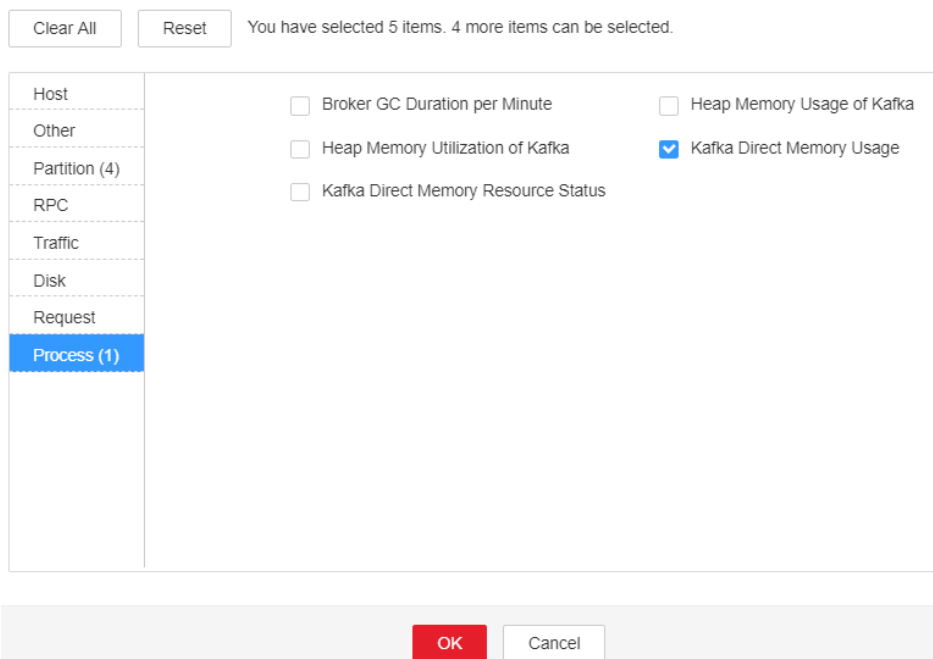 Clear All Reset You have selected 5 items. 4 more items can be selected.
Host
Other
Partition (4)
RPC
Traffic
Disk
Request
Process (1)
Broker GC Duration per Minute Heap Memory Usage of Kafka
Heap Memory Utilization of Kafka Kafka Direct Memory Usage
Kafka Direct Memory Resource Status
OK Cancel